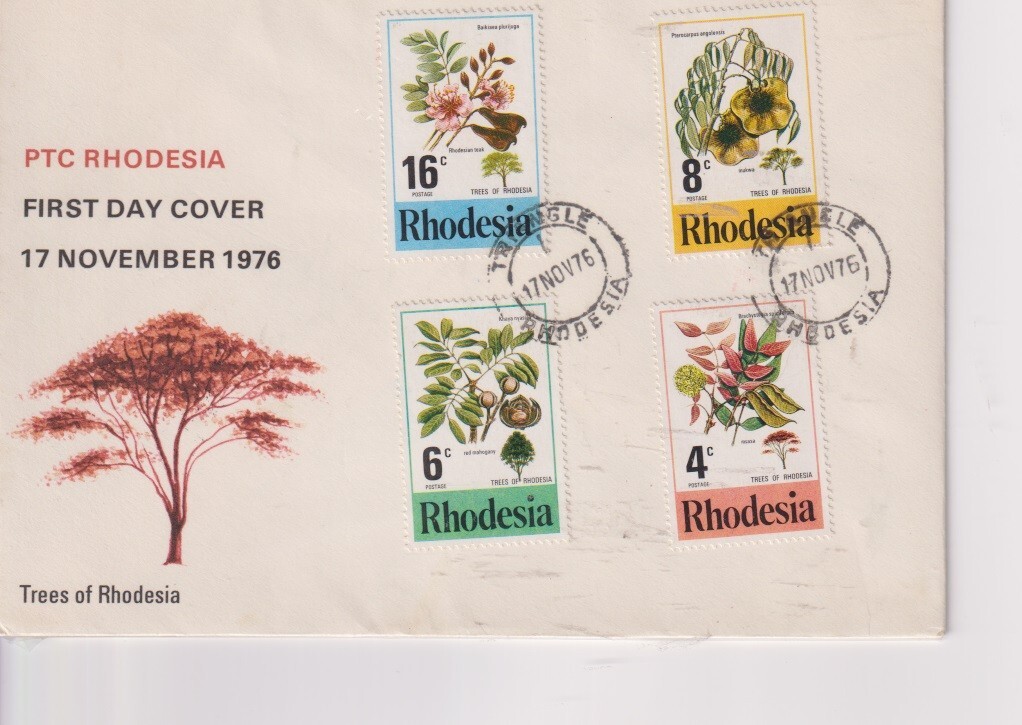 PTC RHODESIA
FIRST DAY COVER
17 NOVEMBER 1976
Trees of Rhodesia
Baikiaea plurijuga
Rhodesian teak
16c
POSTAGE
TREES OF RHODESIA
Rhodesia
Pterocarpus angolensis
mukwa
8c
POSTAGE
TREES OF RHODESIA
Rhodesia
TRIANGLE
17NOV76
RHODESIA
TRIANGLE
17NOV76
RHODESIA
red mahogany
6c
POSTAGE
TREES OF RHODESIA
Rhodesia
msasa
4c
POSTAGE
TREES OF RHODESIA
Rhodesia